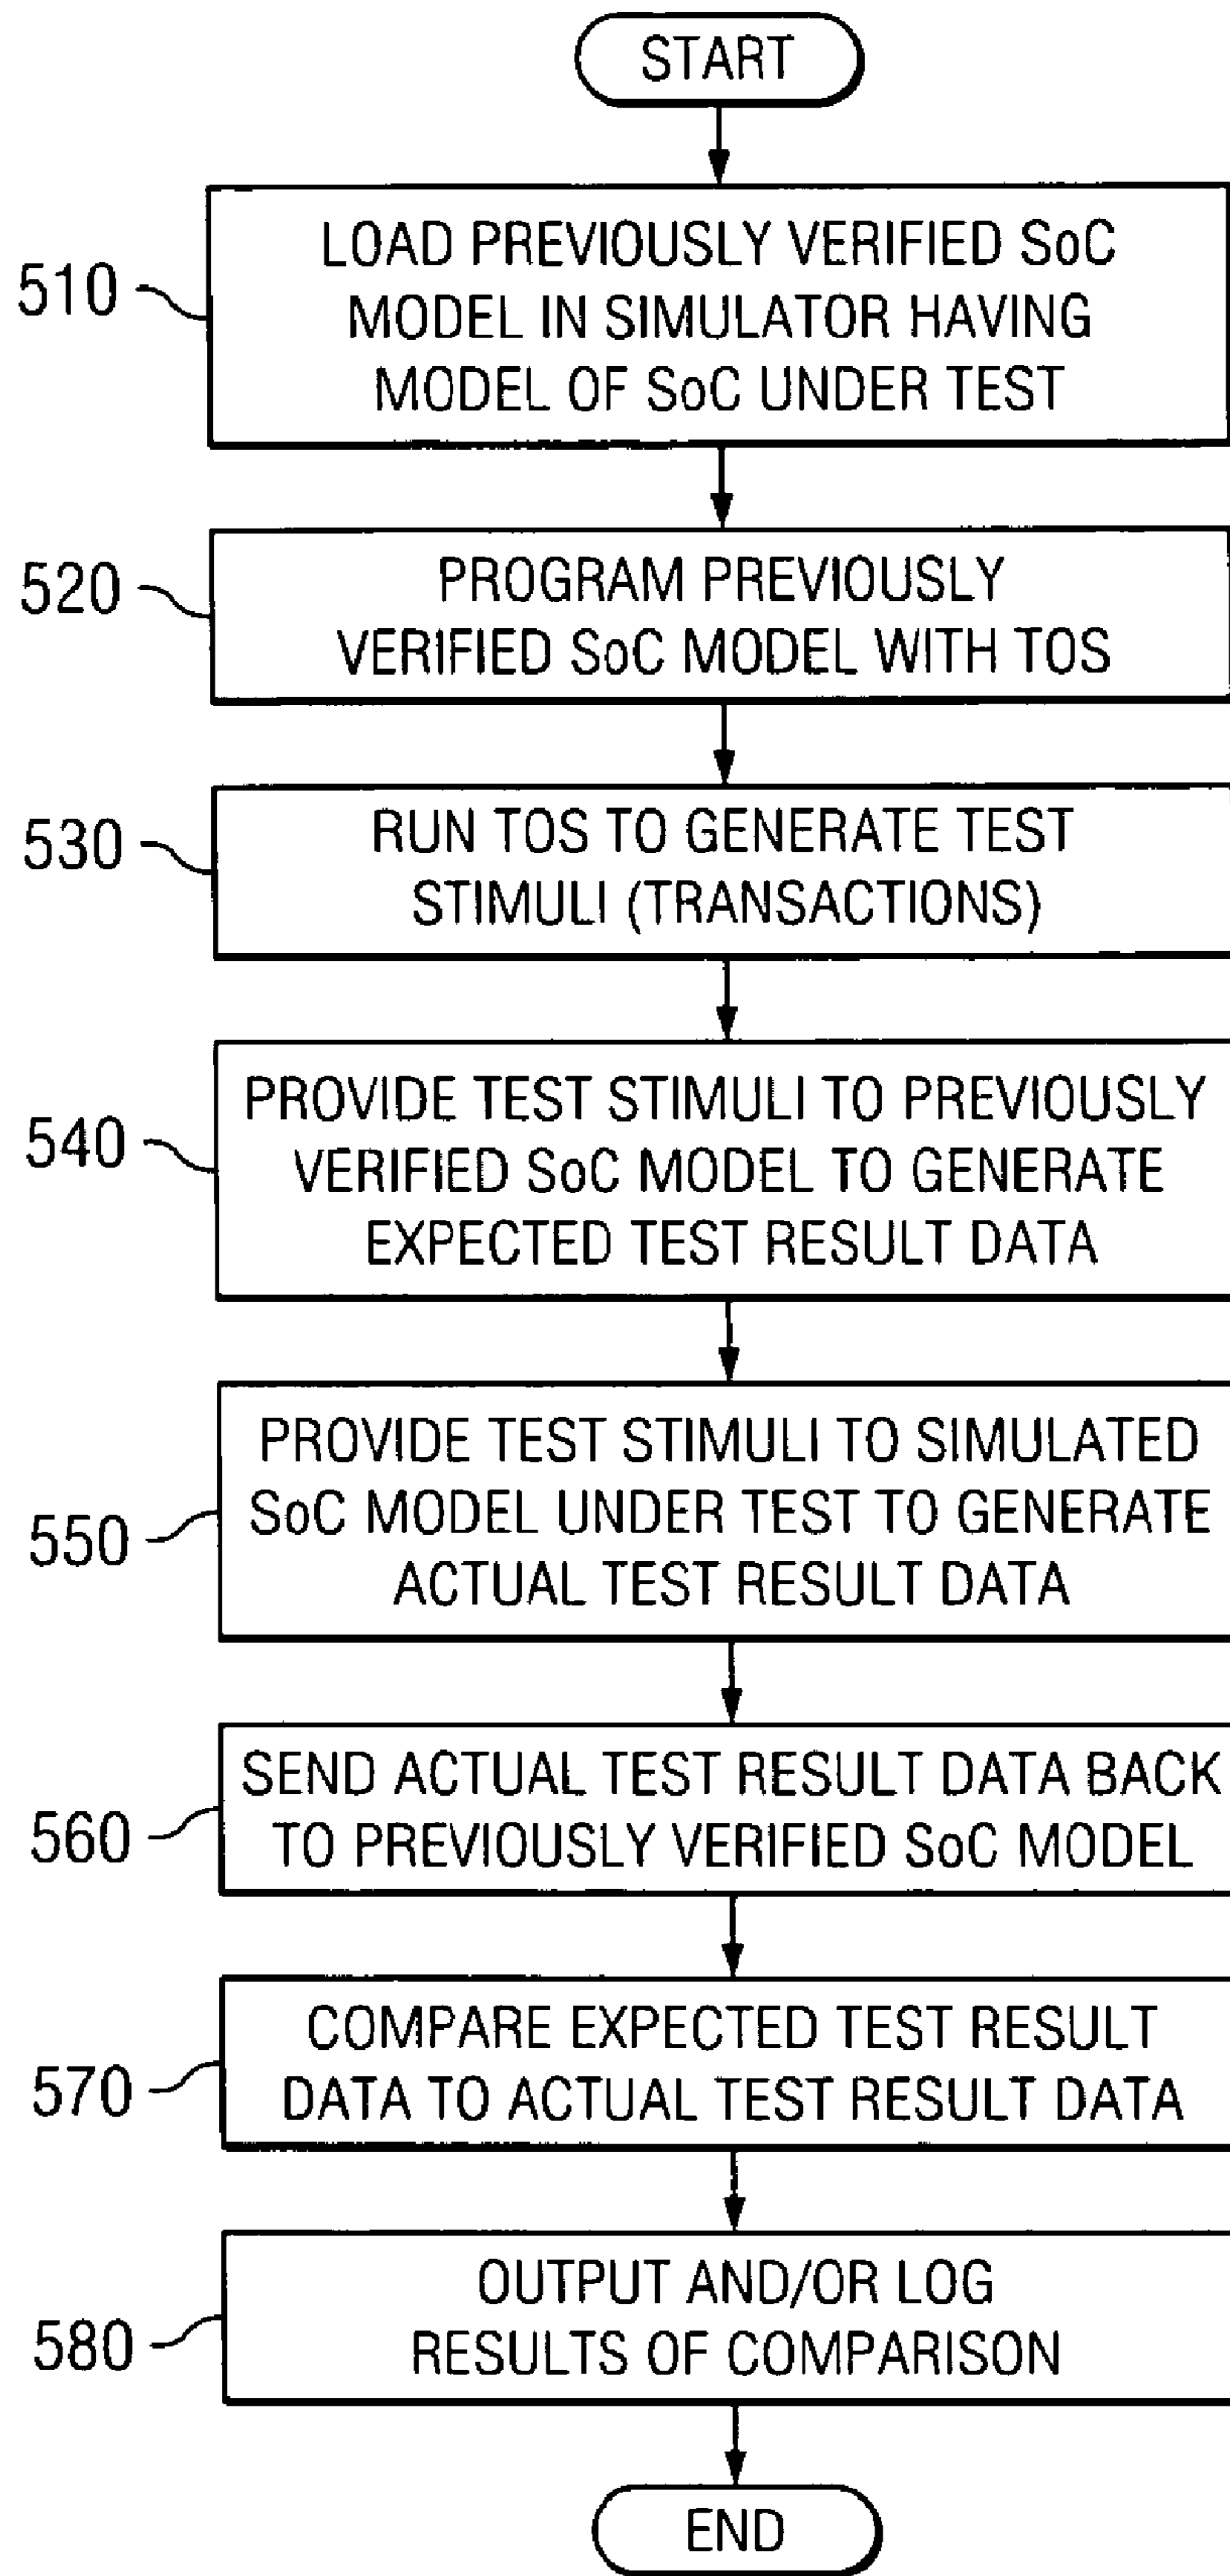 START
510
LOAD PREVIOUSLY VERIFIED SoC
MODEL IN SIMULATOR HAVING
MODEL OF SoC UNDER TEST
520
PROGRAM PREVIOUSLY
VERIFIED SoC MODEL WITH TOS
530
RUN TOS TO GENERATE TEST
STIMULI (TRANSACTIONS)
540
PROVIDE TEST STIMULI TO PREVIOUSLY
VERIFIED SoC MODEL TO GENERATE
EXPECTED TEST RESULT DATA
550
PROVIDE TEST STIMULI TO SIMULATED
SoC MODEL UNDER TEST TO GENERATE
ACTUAL TEST RESULT DATA
560
SEND ACTUAL TEST RESULT DATA BACK
TO PREVIOUSLY VERIFIED SoC MODEL
570
COMPARE EXPECTED TEST RESULT
DATA TO ACTUAL TEST RESULT DATA
580
OUTPUT AND/OR LOG
RESULTS OF COMPARISON
END